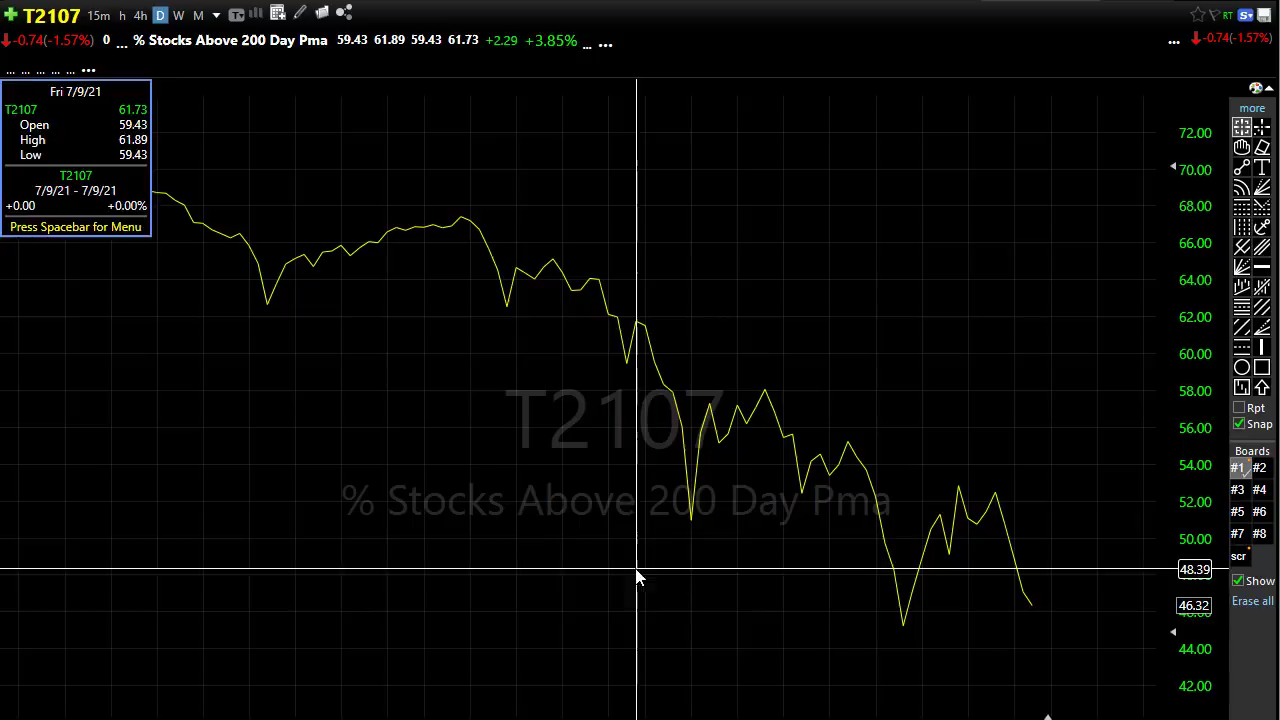 T2107 15m h 4h D W M T RT S
-0.74(-1.57%) 0 ... % Stocks Above 200 Day Pma 59.43 61.89 59.43 61.73 +2.29 +3.85% ... ... ... -0.74(-1.57%)
... ... ... ... ... ...
Fri 7/9/21
T2107 61.73
Open 59.43
High 61.89
Low 59.43
T2107
7/9/21 - 7/9/21
+0.00 +0.00%
Press Spacebar for Menu
T2107
% Stocks Above 200 Day Pma
72.00
70.00
68.00
66.00
64.00
62.00
60.00
58.00
56.00
54.00
52.00
50.00
48.39
46.32
44.00
42.00
more
T
Rpt
Snap
Boards
#1 #2
#3 #4
#5 #6
#7 #8
scr
Show
Erase all